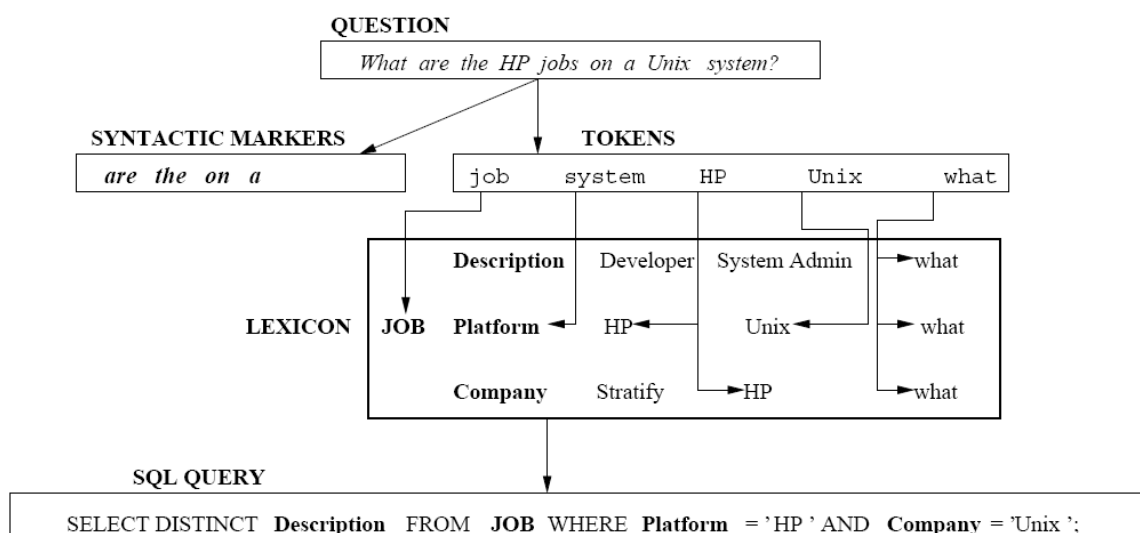 QUESTION
What are the HP jobs on a Unix system?
SYNTACTIC MARKERS
TOKENS
are the on a
job system HP Unix what
Description Developer System Admin what
LEXICON JOB Platform HP Unix what
Company Stratify HP what
SQL QUERY
SELECT DISTINCT Description FROM JOB WHERE Platform = ’HP ’ AND Company = ’Unix ’;